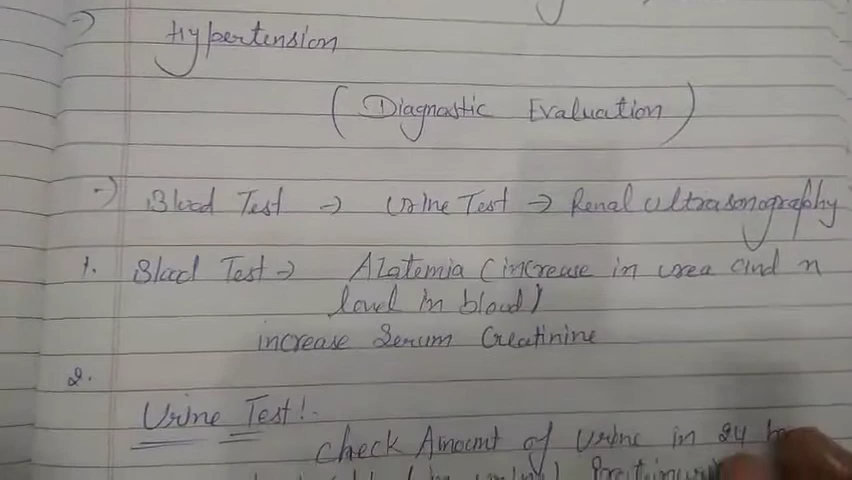 → Hypertension
(Diagnostic Evaluation)
→ Blood Test → Urine Test → Renal ultrasonography
1. Blood Test → Azotemia (increase in urea and n
level in blood)
increase Serum Creatinine
2.
Urine Test!.
Check Amount of Urine in 24